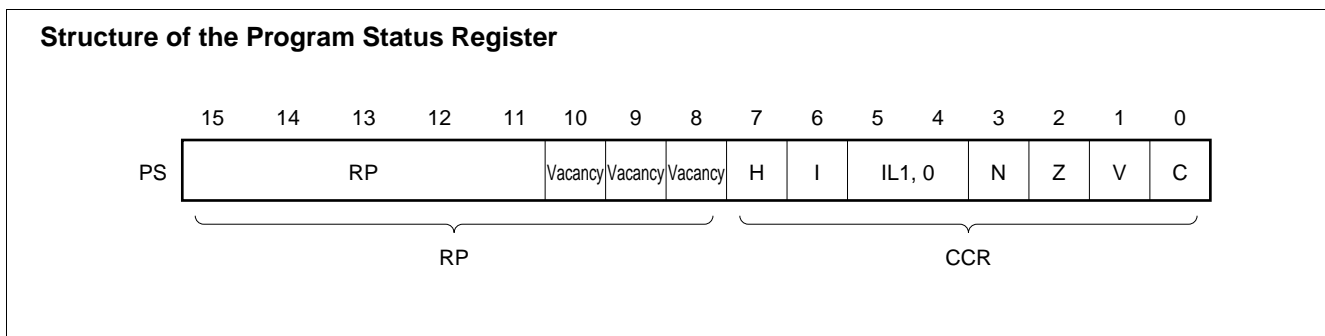 Structure of the Program Status Register
15 14 13 12 11 10 9 8 7 6 5 4 3 2 1 0
PS RP Vacancy Vacancy Vacancy H I IL1, 0 N Z V C
RP CCR